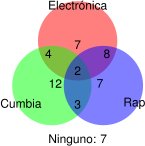 Electrónica
7
4 8
2
12 7
Cumbia 3 Rap
Ninguno: 7